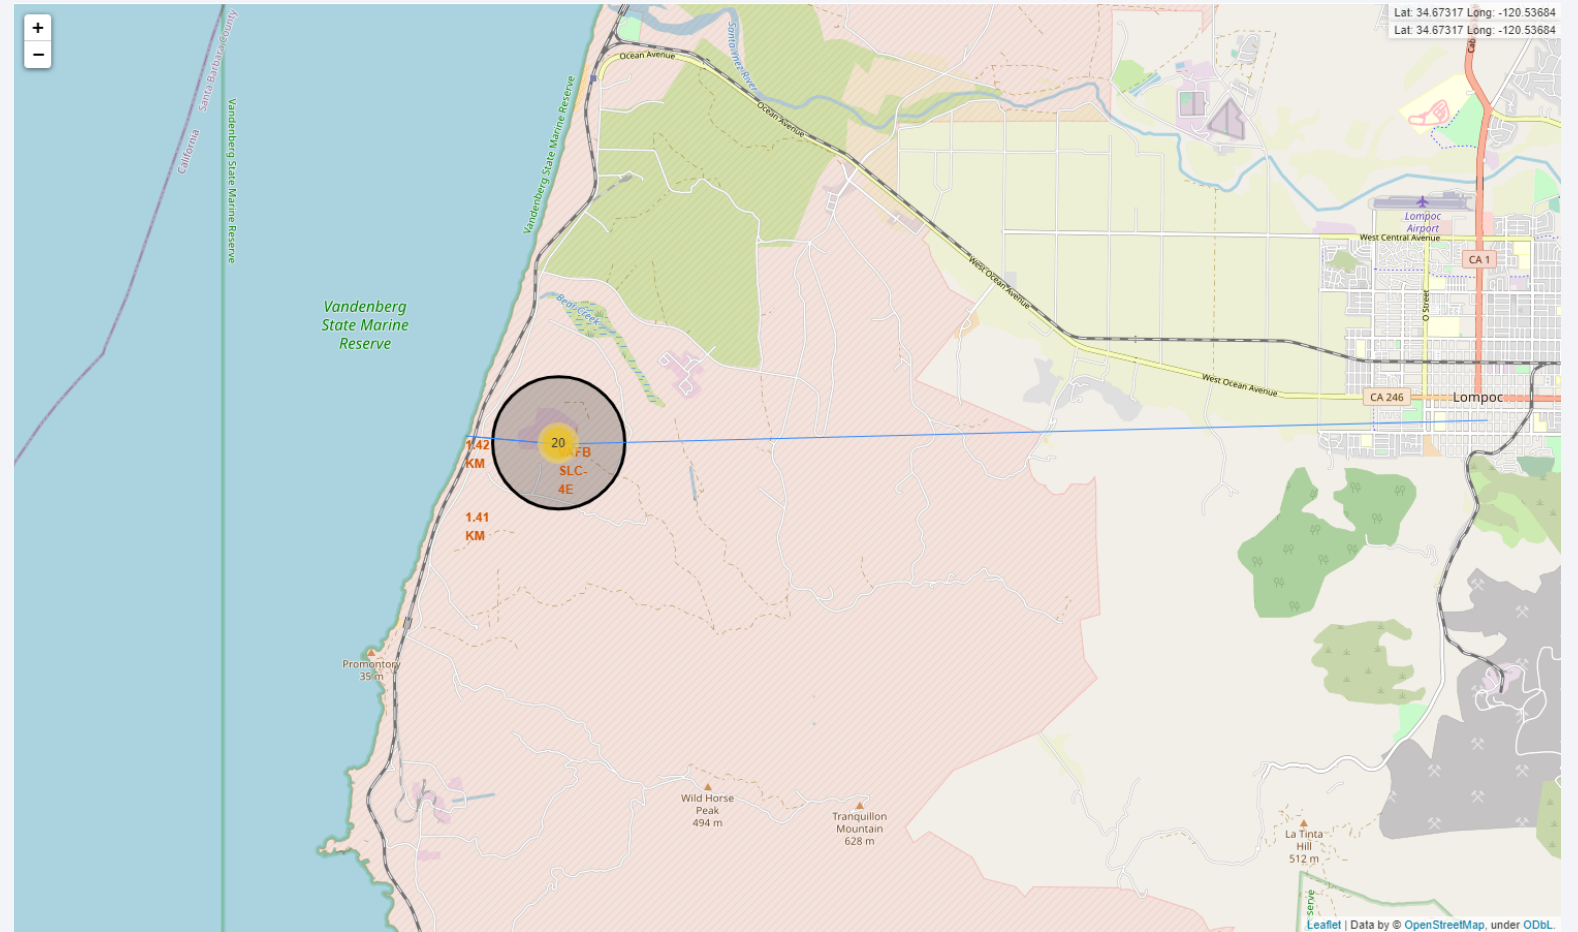 +
−
Lat: 34.67317 Long: -120.53684
Lat: 34.67317 Long: -120.53684
Santa Barbara County
California
Vandenberg State Marine Reserve
Vandenberg State Marine Reserve
Santa Ynez River
Ocean Avenue
Ocean Avenue
Lompoc
Airport
West Central Avenue
CA 1
West Ocean Avenue
O Street
Bear Creek
Vandenberg
State Marine
Reserve
West Ocean Avenue
CA 246
Lompoc
1.42
KM
20
AFB
SLC-
4E
1.41
KM
Promontory
35 m
Wild Horse
Peak
494 m
Tranquillon
Mountain
628 m
La Tinta
Hill
512 m
serve
Leaflet | Data by © OpenStreetMap, under ODbL.